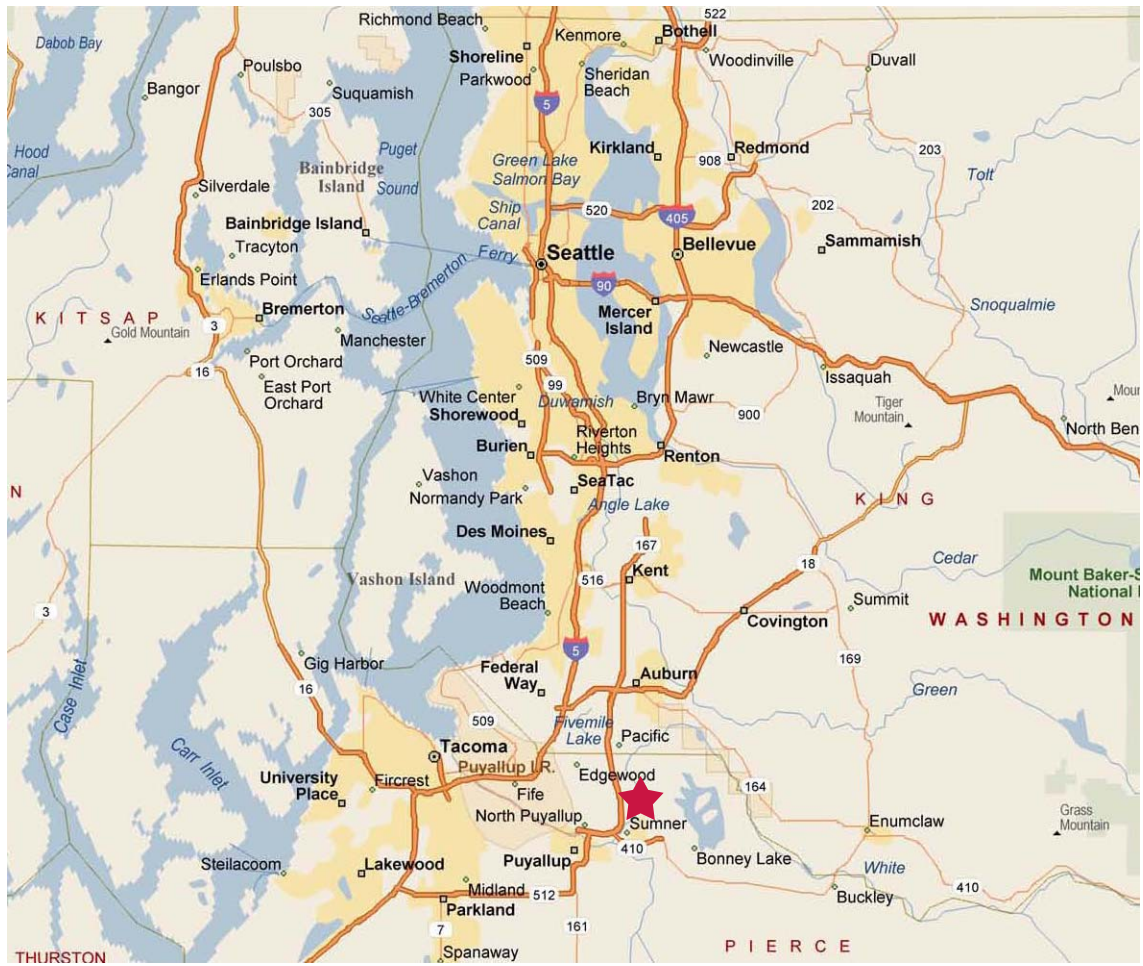 522
Richmond Beach
Bothell
Kenmore
Dabob Bay
Shoreline
Woodinville
Duvall
Poulsbo
Parkwood
Sheridan
Beach
Bangor
Suquamish
5
305
Hood
Canal
Puget
Sound
Kirkland
908
Redmond
203
Green Lake
Salmon Bay
Bainbridge
Island
Tolt
Silverdale
Ship
Canal
520
405
202
Bainbridge Island
Sammamish
Tracyton
Seattle
Bellevue
Erlands Point
Seattle-Bremerton Ferry
90
Snoqualmie
Bremerton
Mercer
Island
KITSAP
3
Gold Mountain
Manchester
Newcastle
Port Orchard
509
Issaquah
16
East Port
Orchard
99
White Center
Duwamish
Bryn Mawr
Tiger
Mountain
Mou
Shorewood
900
North Ben
Riverton
Heights
Burien
Renton
Vashon
SeaTac
N
Normandy Park
KING
Angle Lake
Des Moines
167
Cedar
18
Vashon Island
516
Kent
Mount Baker-S
National
Woodmont
Beach
3
Summit
Covington
WASHINGTON
5
Gig Harbor
169
Case Inlet
Federal
Way
Auburn
16
Green
509
Fivemile
Lake
Pacific
Carr Inlet
Tacoma
Puyallup I.R.
Edgewood
University
Place
Fircrest
Fife
164
North Puyallup
Sumner
Grass
Mountain
Enumclaw
410
Steilacoom
Puyallup
Bonney Lake
Lakewood
White
Midland
512
410
Buckley
Parkland
7
161
Spanaway
PIERCE
THURSTON